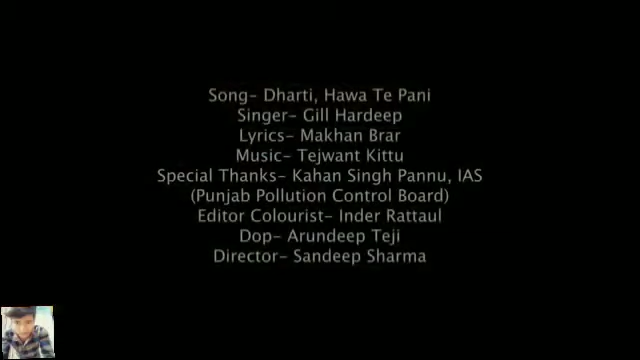 Song- Dharti, Hawa Te Pani
Singer- Gill Hardeep
Lyrics- Makhan Brar
Music- Tejwant Kittu
Special Thanks- Kahan Singh Pannu, IAS
(Punjab Pollution Control Board)
Editor Colourist- Inder Rattaul
Dop- Arundeep Teji
Director- Sandeep Sharma